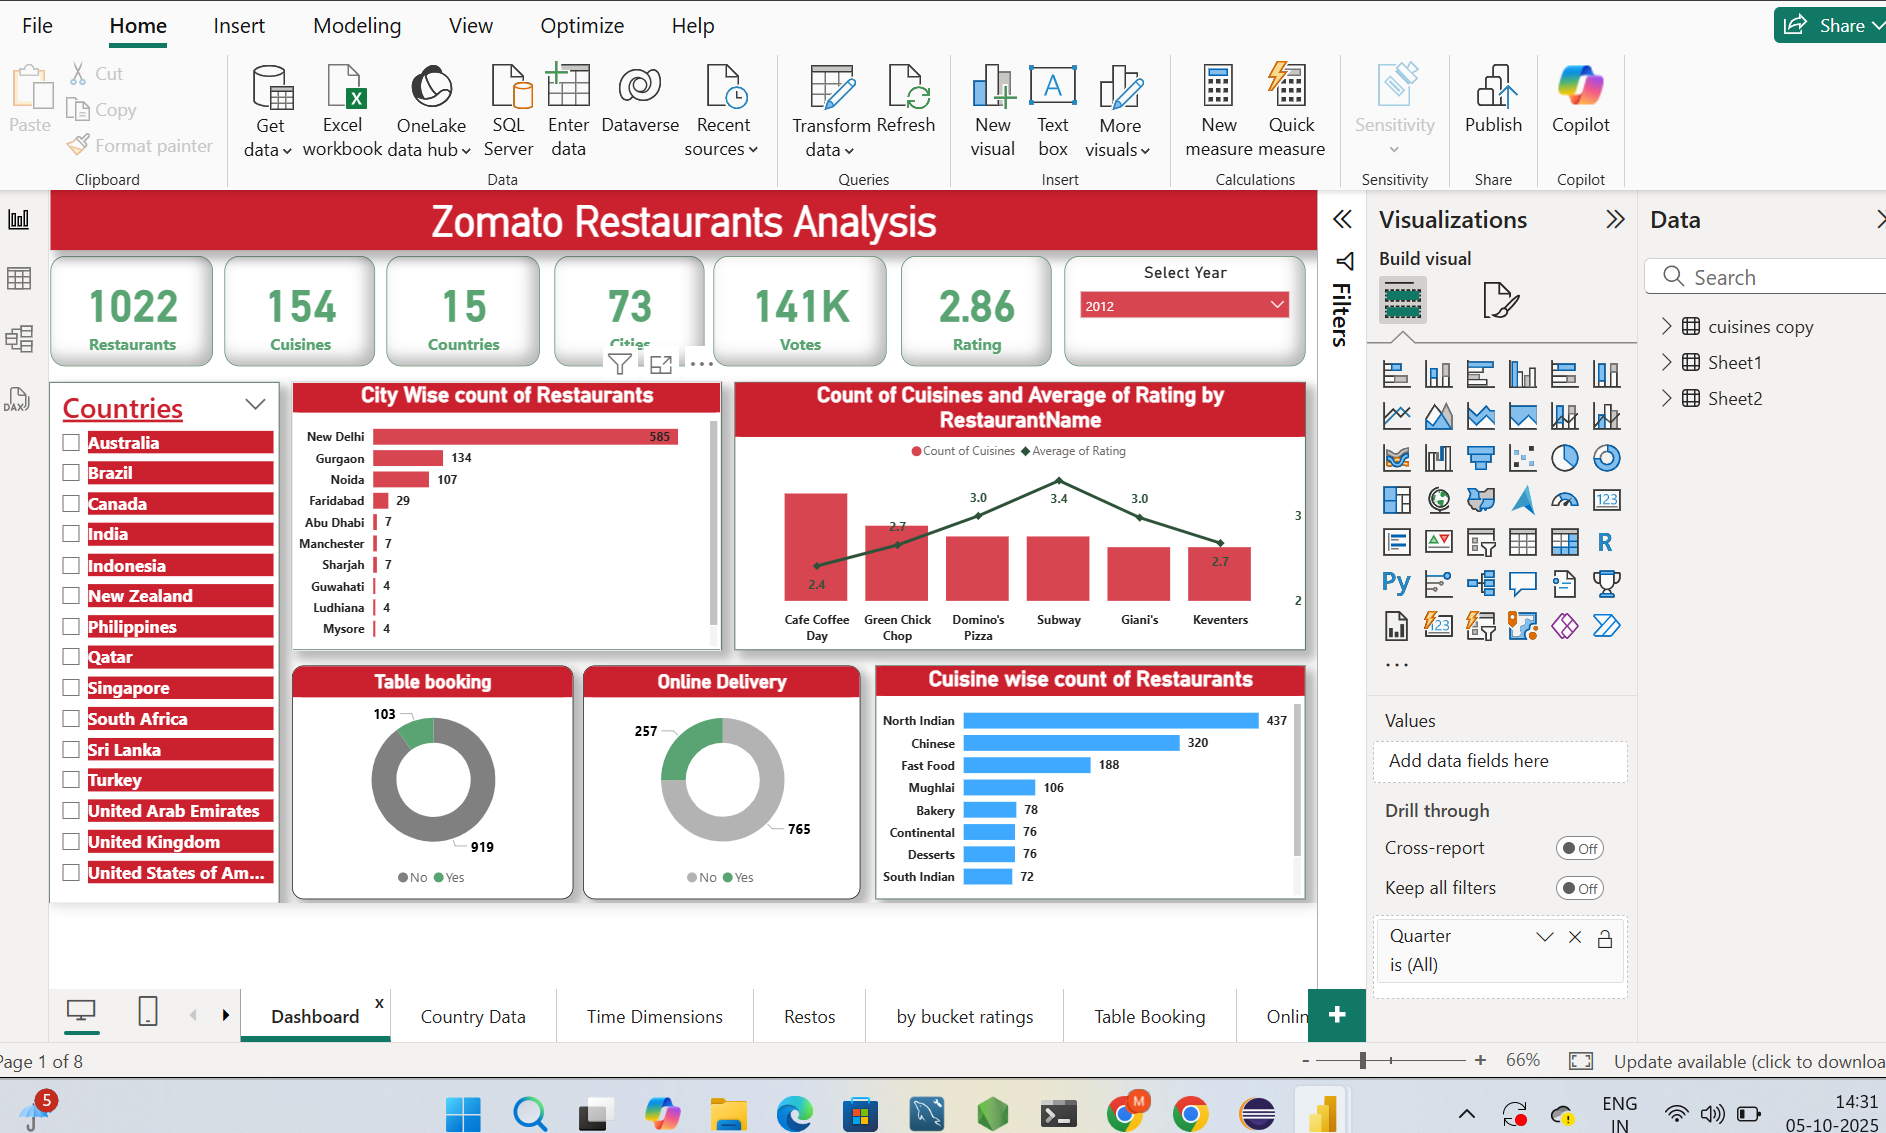 File
Home
Insert
Modeling
View
Optimize
Help
Share
Paste
Cut
Copy
Format painter
Clipboard
Get data
Excel workbook
OneLake data hub
SQL Server
Enter data
Dataverse
Recent sources
Data
Transform data
Refresh
Queries
New visual
Text box
More visuals
Insert
New measure
Quick measure
Calculations
Sensitivity
Sensitivity
Publish
Share
Copilot
Copilot
Zomato Restaurants Analysis
1022
Restaurants
154
Cuisines
15
Countries
73
Cities
141K
Votes
2.86
Rating
Select Year
2012
Countries
Australia
Brazil
Canada
India
Indonesia
New Zealand
Philippines
Qatar
Singapore
South Africa
Sri Lanka
Turkey
United Arab Emirates
United Kingdom
United States of Am...
City Wise count of Restaurants
New Delhi 585
Gurgaon 134
Noida 107
Faridabad 29
Abu Dhabi 7
Manchester 7
Sharjah 7
Guwahati 4
Ludhiana 4
Mysore 4
Count of Cuisines and Average of Rating by
RestaurantName
Count of Cuisines Average of Rating
2.4
2.7
3.0
3.4
3.0
2.7
3
2
Cafe Coffee Day
Green Chick Chop
Domino's Pizza
Subway
Giani's
Keventers
Table booking
103
919
No Yes
Online Delivery
257
765
No Yes
Cuisine wise count of Restaurants
North Indian 437
Chinese 320
Fast Food 188
Mughlai 106
Bakery 78
Continental 76
Desserts 76
South Indian 72
Filters
Visualizations
Build visual
123
R
Py
123
...
Values
Add data fields here
Drill through
Cross-report
Off
Keep all filters
Off
Quarter
is (All)
Data
Search
cuisines copy
Sheet1
Sheet2
DAX
Dashboard
x
Country Data
Time Dimensions
Restos
by bucket ratings
Table Booking
Onlin
+
Page 1 of 8
- + 66%
Update available (click to downloa
5
M
ENG
IN
14:31
05-10-2025